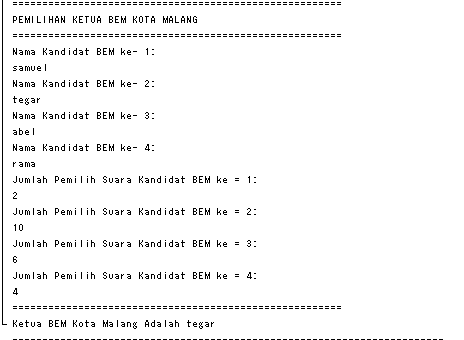 =======================================================
PEMILIHAN KETUA BEM KOTA MALANG
=======================================================
Nama Kandidat BEM ke- 1:
samuel
Nama Kandidat BEM ke- 2:
tegar
Nama Kandidat BEM ke- 3:
abel
Nama Kandidat BEM ke- 4:
rama
Jumlah Pemilih Suara Kandidat BEM ke = 1:
2
Jumlah Pemilih Suara Kandidat BEM ke = 2:
10
Jumlah Pemilih Suara Kandidat BEM ke = 3:
6
Jumlah Pemilih Suara Kandidat BEM ke = 4:
4
=======================================================
Ketua BEM Kota Malang Adalah tegar
------------------------------------------------------------------------